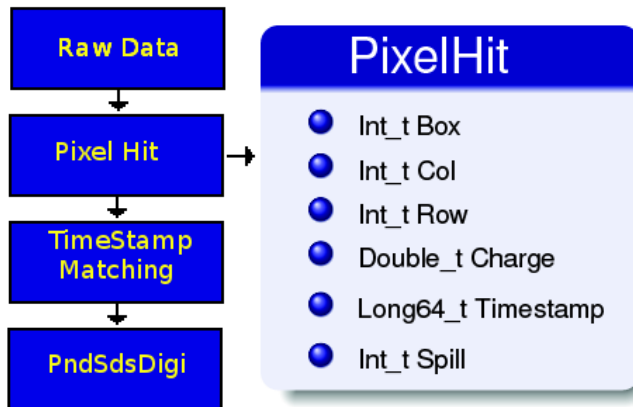 Raw Data
Pixel Hit
TimeStamp
Matching
PndSdsDigi
PixelHit
Int_t Box
Int_t Col
Int_t Row
Double_t Charge
Long64_t Timestamp
Int_t Spill